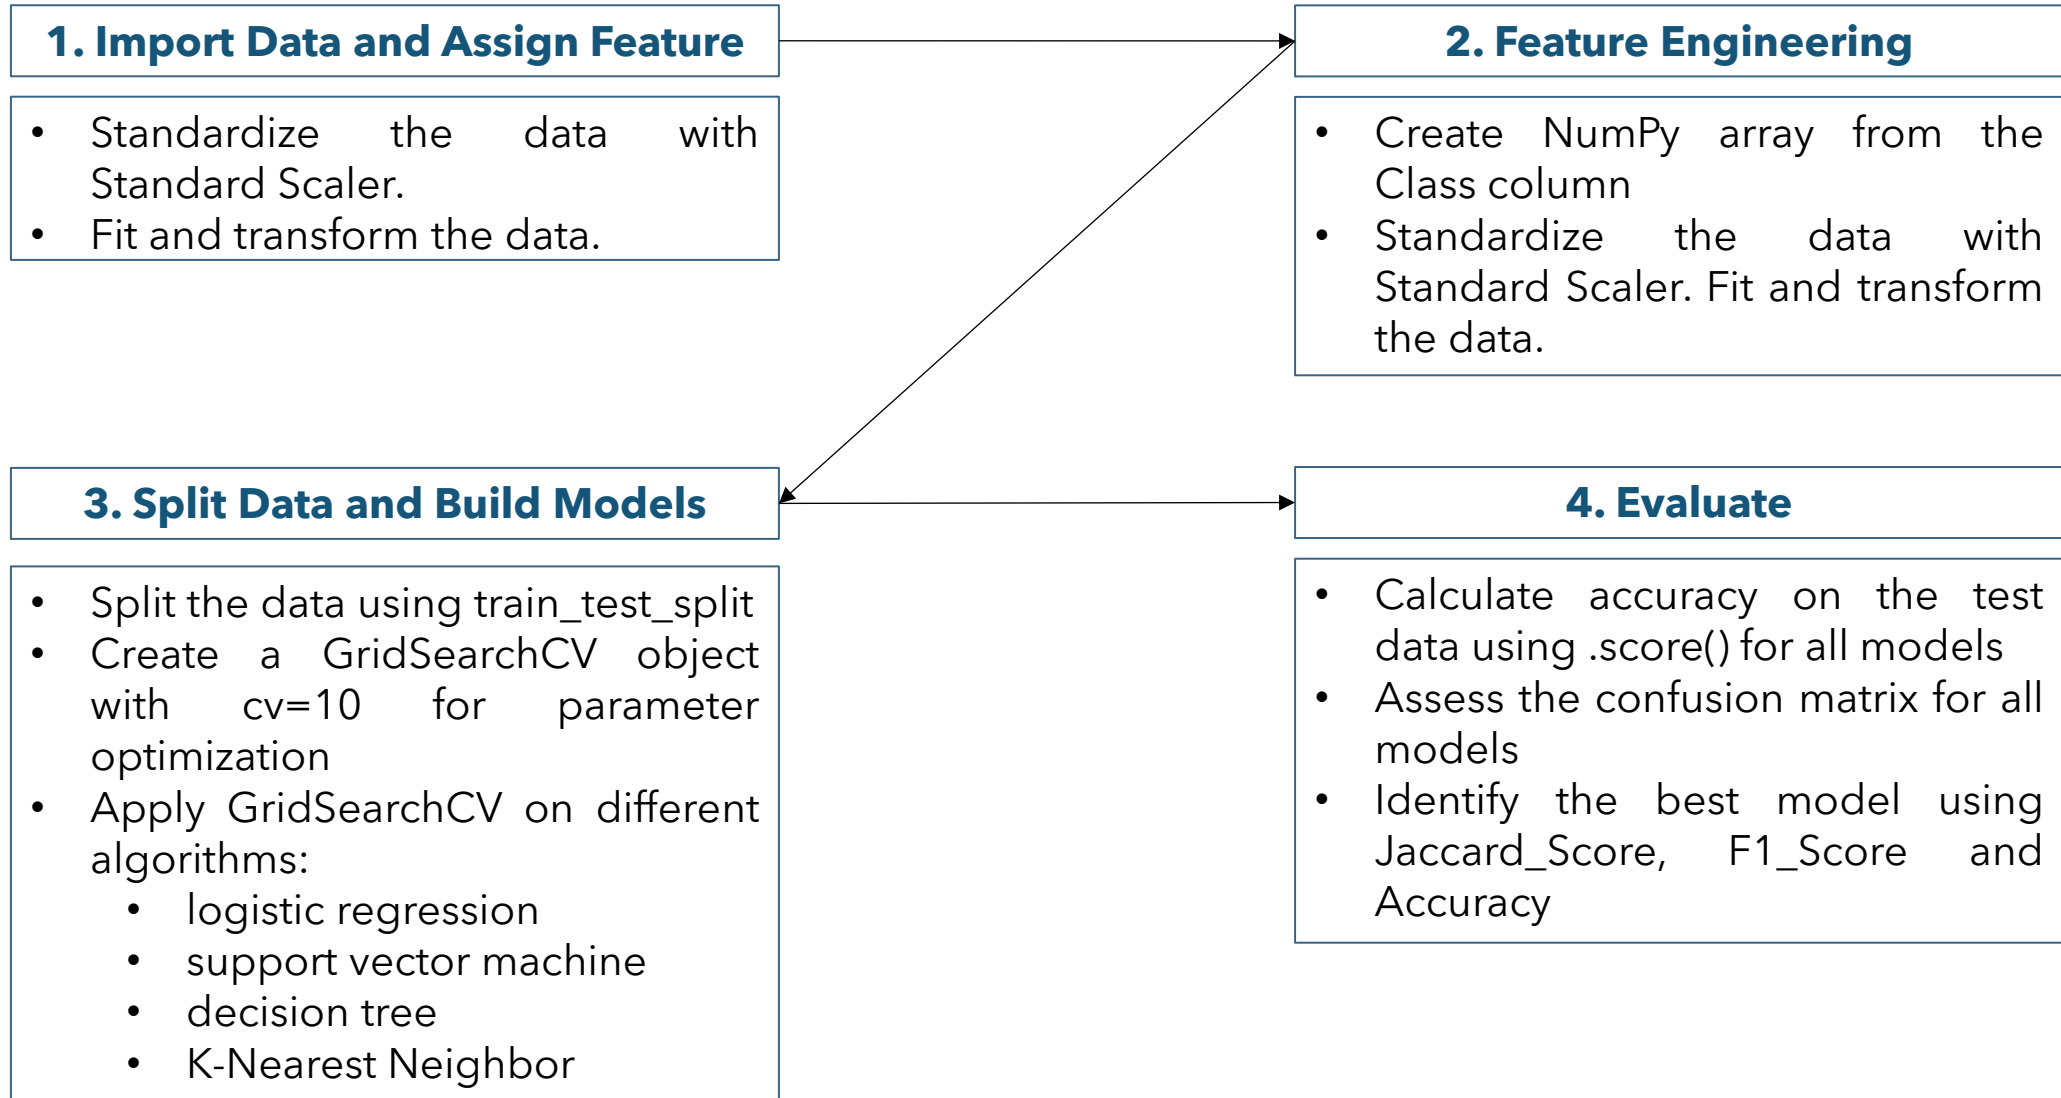 1. Import Data and Assign Feature
• Standardize the data with
Standard Scaler.
• Fit and transform the data.
2. Feature Engineering
• Create NumPy array from the
Class column
• Standardize the data with
Standard Scaler. Fit and transform
the data.
3. Split Data and Build Models
• Split the data using train_test_split
• Create a GridSearchCV object
with cv=10 for parameter
optimization
• Apply GridSearchCV on different
algorithms:
• logistic regression
• support vector machine
• decision tree
• K-Nearest Neighbor
4. Evaluate
• Calculate accuracy on the test
data using .score() for all models
• Assess the confusion matrix for all
models
• Identify the best model using
Jaccard_Score, F1_Score and
Accuracy